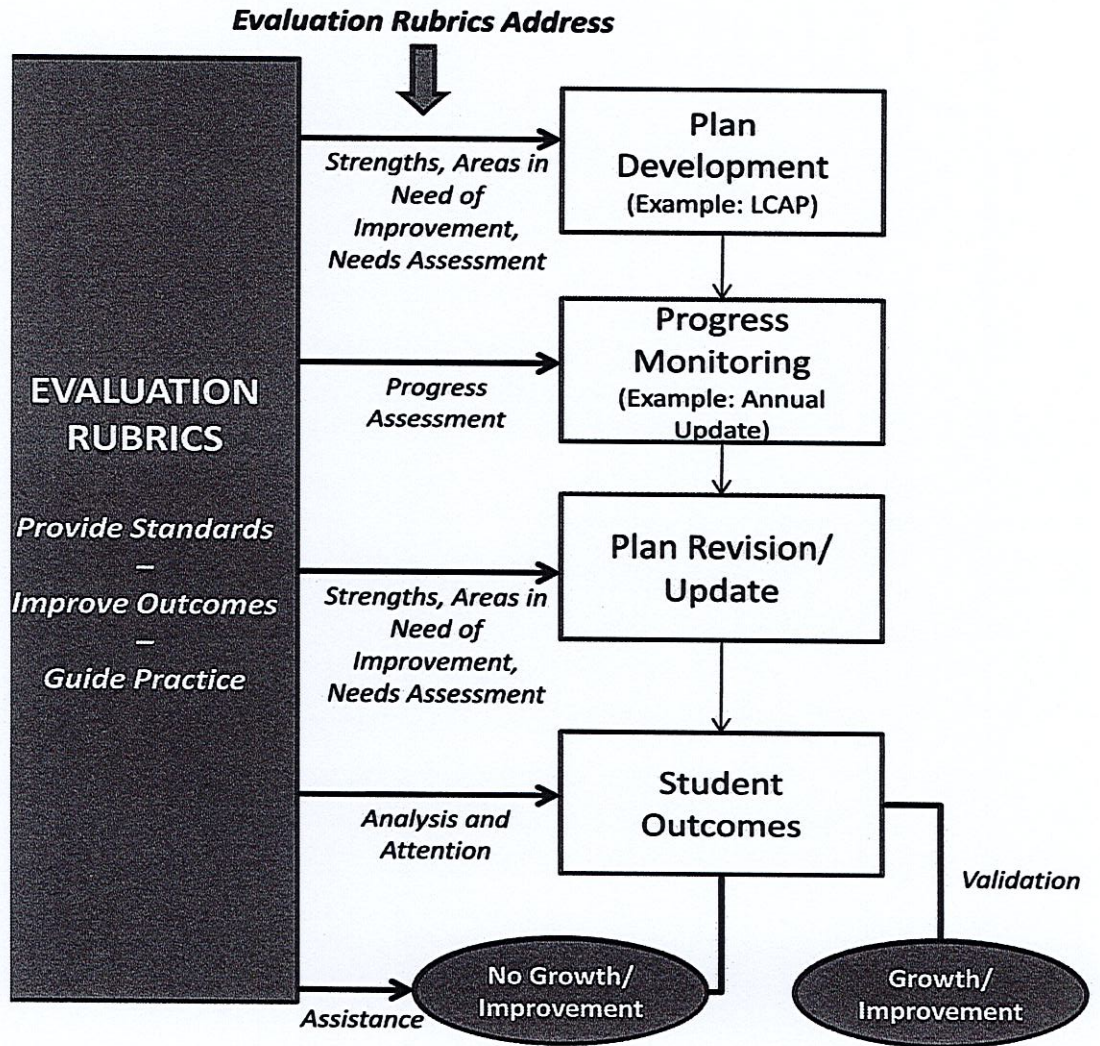 Evaluation Rubrics Address
EVALUATION
RUBRICS
Provide Standards
–
Improve Outcomes
–
Guide Practice
Strengths, Areas in
Need of
Improvement,
Needs Assessment
Plan
Development
(Example: LCAP)
Progress
Assessment
Progress
Monitoring
(Example: Annual
Update)
Strengths, Areas in
Need of
Improvement,
Needs Assessment
Plan Revision/
Update
Analysis and
Attention
Student
Outcomes
Validation
Assistance
No Growth/
Improvement
Growth/
Improvement